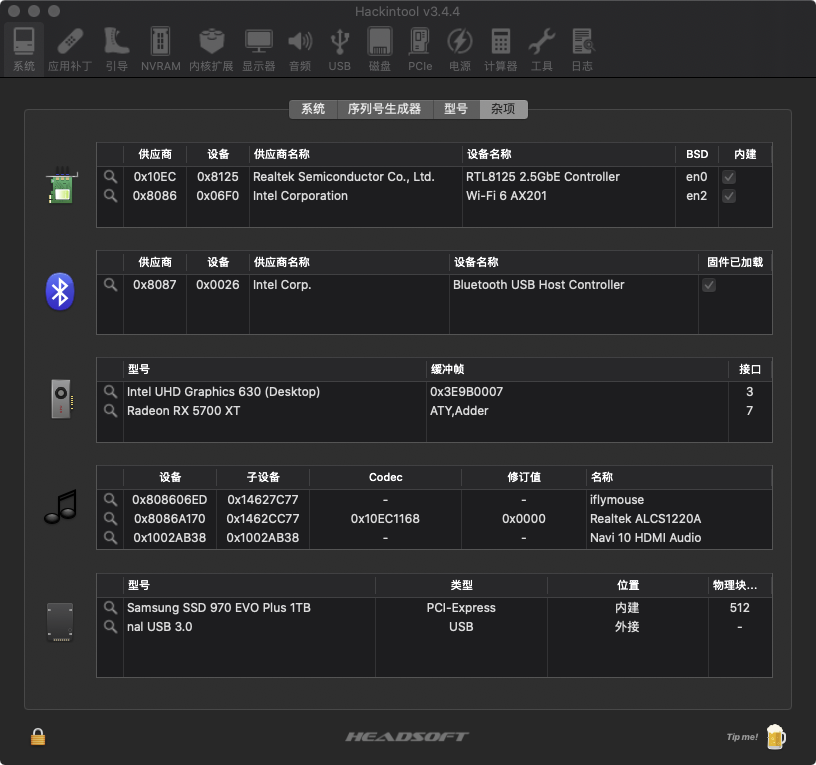 Hackintool v3.4.4
系统 应用补丁 引导 NVRAM 内核扩展 显示器 音频 USB 磁盘 PCIe 电源 计算器 工具 日志
系统 序列号生成器 型号 杂项
供应商 设备 供应商名称 设备名称 BSD 内建
0x10EC 0x8125 Realtek Semiconductor Co., Ltd. RTL8125 2.5GbE Controller en0
0x8086 0x06F0 Intel Corporation Wi-Fi 6 AX201 en2
供应商 设备 供应商名称 设备名称 固件已加载
0x8087 0x0026 Intel Corp. Bluetooth USB Host Controller
型号 缓冲帧 接口
Intel UHD Graphics 630 (Desktop) 0x3E9B0007 3
Radeon RX 5700 XT ATY,Adder 7
设备 子设备 Codec 修订值 名称
0x808606ED 0x14627C77 - - iflymouse
0x8086A170 0x1462CC77 0x10EC1168 0x0000 Realtek ALCS1220A
0x1002AB38 0x1002AB38 - - Navi 10 HDMI Audio
型号 类型 位置 物理块...
Samsung SSD 970 EVO Plus 1TB PCI-Express 内建 512
nal USB 3.0 USB 外接 -
HEADSOFT
Tip me!